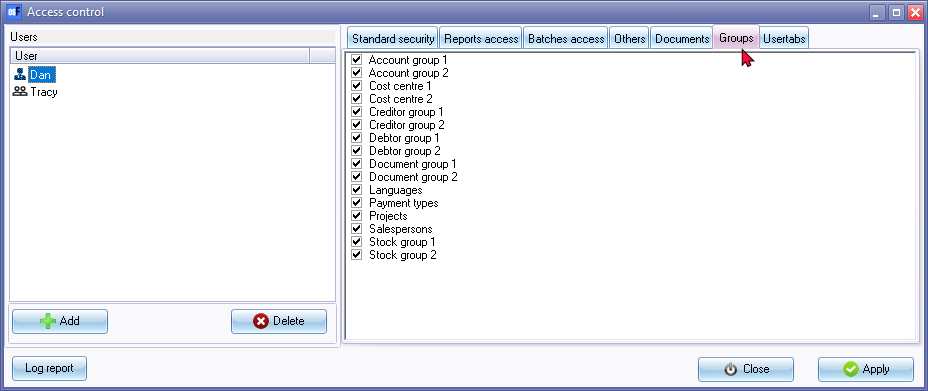 Access control
Users
User
Dan
Tracy
Add
Delete
Log report
Standard security
Reports access
Batches access
Others
Documents
Groups
Usertabs
Account group 1
Account group 2
Cost centre 1
Cost centre 2
Creditor group 1
Creditor group 2
Debtor group 1
Debtor group 2
Document group 1
Document group 2
Languages
Payment types
Projects
Salespersons
Stock group 1
Stock group 2
Close
Apply